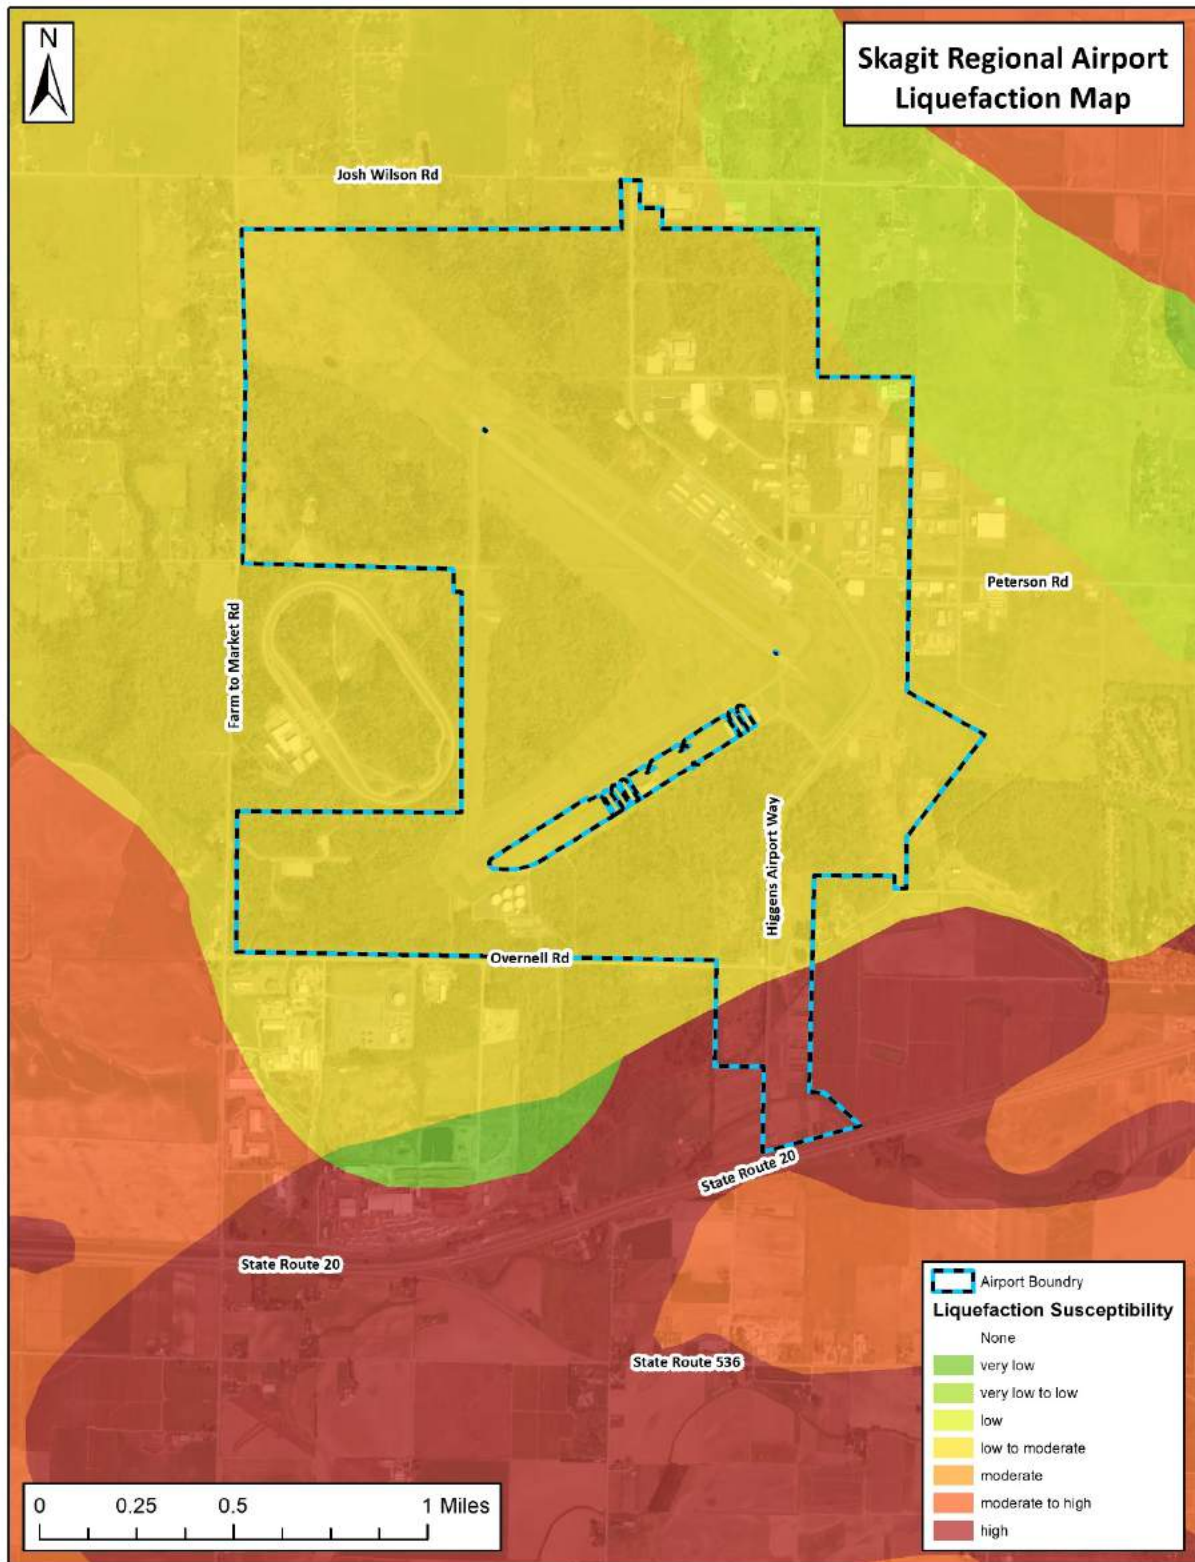 N
Skagit Regional Airport
Liquefaction Map
Josh Wilson Rd
Peterson Rd
Farm to Market Rd
Higgens Airport Way
Overnell Rd
State Route 20
State Route 20
State Route 536
Airport Boundry
Liquefaction Susceptibility
None
very low
very low to low
low
low to moderate
moderate
moderate to high
high
0 0.25 0.5 1 Miles